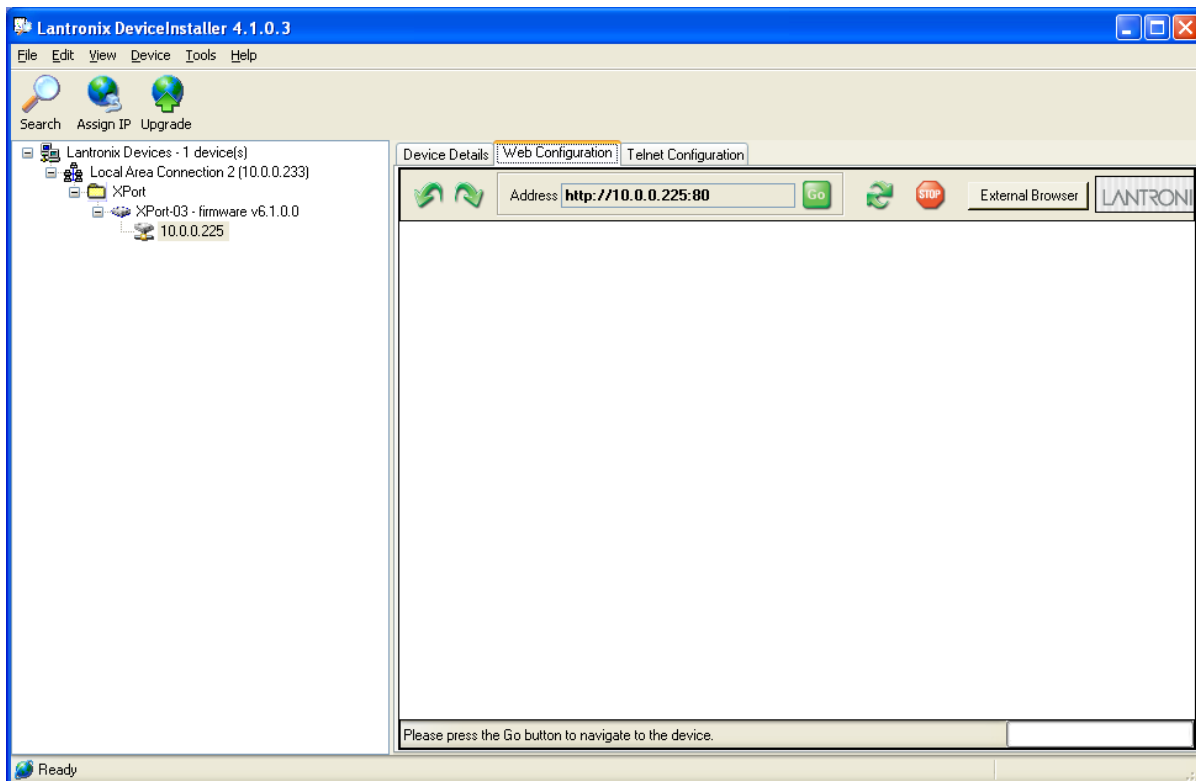 Lantronix DeviceInstaller 4.1.0.3
File Edit View Device Tools Help
Search Assign IP Upgrade
Lantronix Devices - 1 device(s)
Local Area Connection 2 (10.0.0.233)
XPort
XPort-03 - firmware v6.1.0.0
10.0.0.225
Device Details Web Configuration Telnet Configuration
Address http://10.0.0.225:80 Go STOP External Browser LANTRONI
Please press the Go button to navigate to the device.
Ready